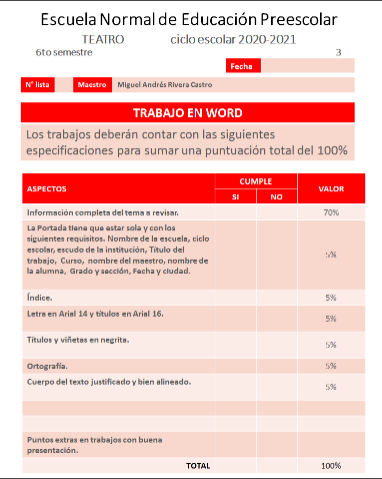 Escuela Normal de Educación Preescolar
TEATRO ciclo escolar 2020-2021
6to semestre 3
Fecha
N° lista Maestro Miguel Andrés Rivera Castro
TRABAJO EN WORD
Los trabajos deberán contar con las siguientes
especificaciones para sumar una puntuación total del 100%
ASPECTOS CUMPLE VALOR
SI NO
Información completa del tema a revisar. 70%
La Portada tiene que estar sola y con los
siguientes requisitos. Nombre de la escuela, ciclo
escolar, escudo de la institución, Título del
trabajo, Curso, nombre del maestro, nombre de
la alumna, Grado y sección, Fecha y ciudad. 5%
Índice. 5%
Letra en Arial 14 y títulos en Arial 16. 5%
Títulos y viñetas en negrita. 5%
Ortografía. 5%
Cuerpo del texto justificado y bien alineado. 5%
Puntos extras en trabajos con buena
presentación.
TOTAL 100%